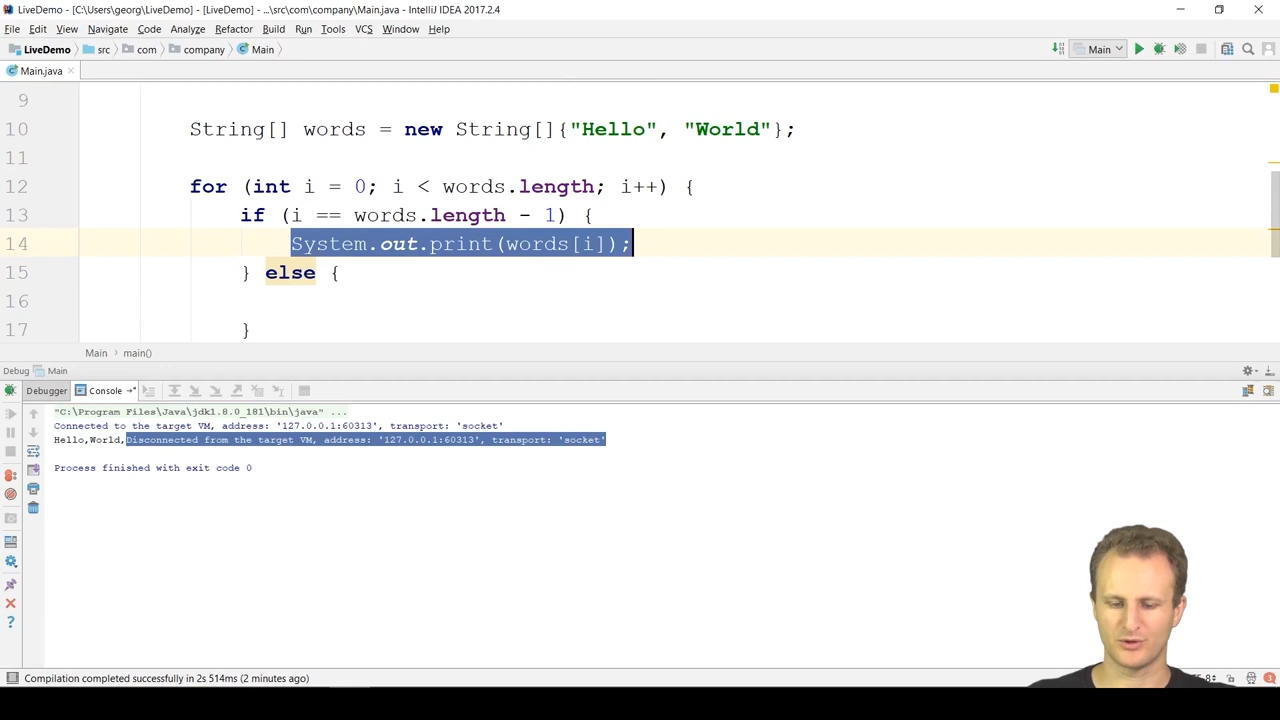 LiveDemo - [C:\Users\georg\LiveDemo] - [LiveDemo] - ...\src\com\company\Main.java - IntelliJ IDEA 2017.2.4
File Edit View Navigate Code Analyze Refactor Build Run Tools VCS Window Help
LiveDemo src com company Main
Main
Main.java
9
10 String[] words = new String[]{"Hello", "World"};
11
12 for (int i = 0; i < words.length; i++) {
13 if (i == words.length - 1) {
14 System.out.print(words[i]);
15 } else {
16
17 }
Main › main()
Debug Main
Debugger Console
"C:\Program Files\Java\jdk1.8.0_181\bin\java" ...
Connected to the target VM, address: '127.0.0.1:60313', transport: 'socket'
Hello,World,Disconnected from the target VM, address: '127.0.0.1:60313', transport: 'socket'
Process finished with exit code 0
Compilation completed successfully in 2s 514ms (2 minutes ago)